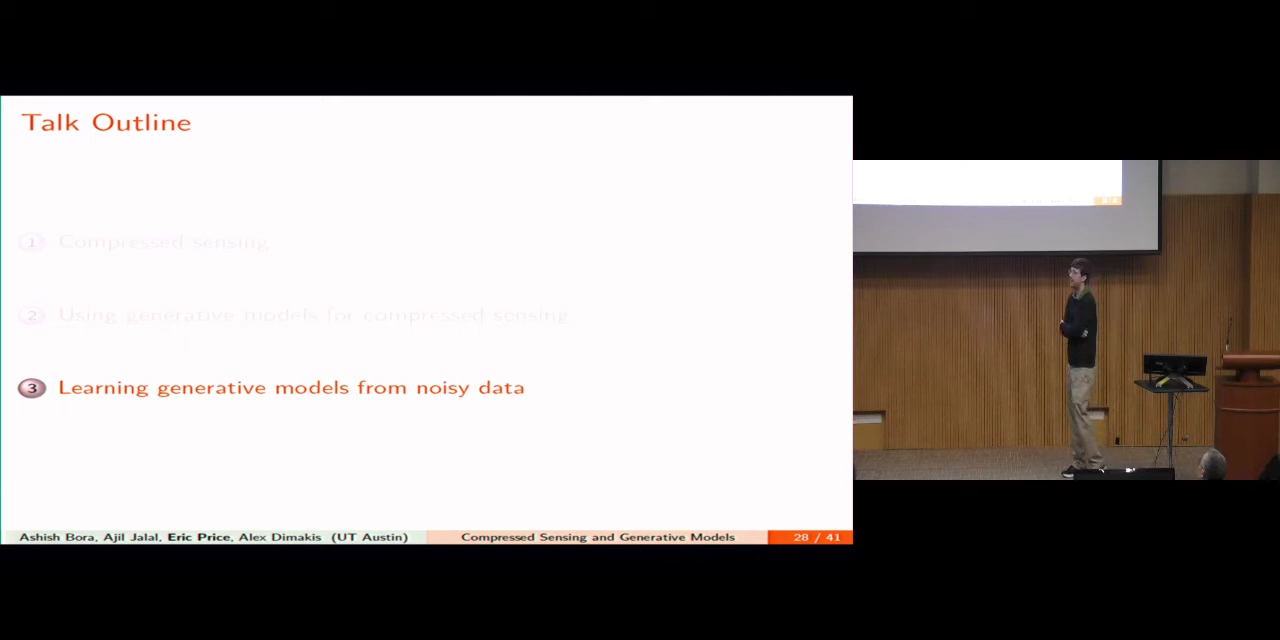 Talk Outline
1 Compressed sensing
2 Using generative models for compressed sensing
3 Learning generative models from noisy data
Ashish Bora, Ajil Jalal, Eric Price, Alex Dimakis (UT Austin) Compressed Sensing and Generative Models 28 / 41